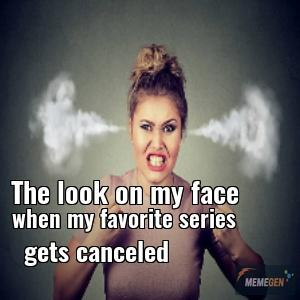 The look on my face
when my favorite series
gets canceled
MEMEGEN